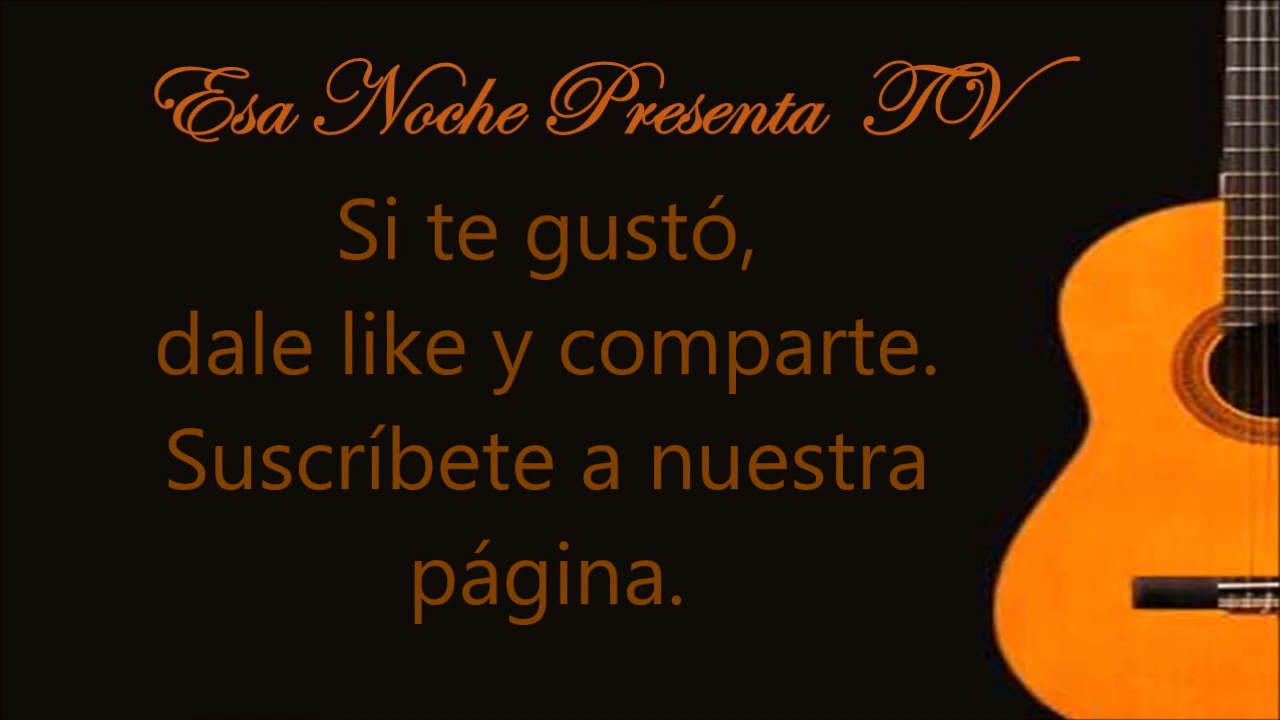 Esa Noche Presenta TV
Si te gustó,
dale like y comparte.
Suscríbete a nuestra
página.